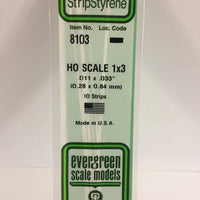 StripStyrene
Item No. Loc. Code
8103
HO SCALE 1x3
.011 x .033"
(0.28 x 0.84 mm)
10 Strips
Made in U.S.A.
evergreen
scale models